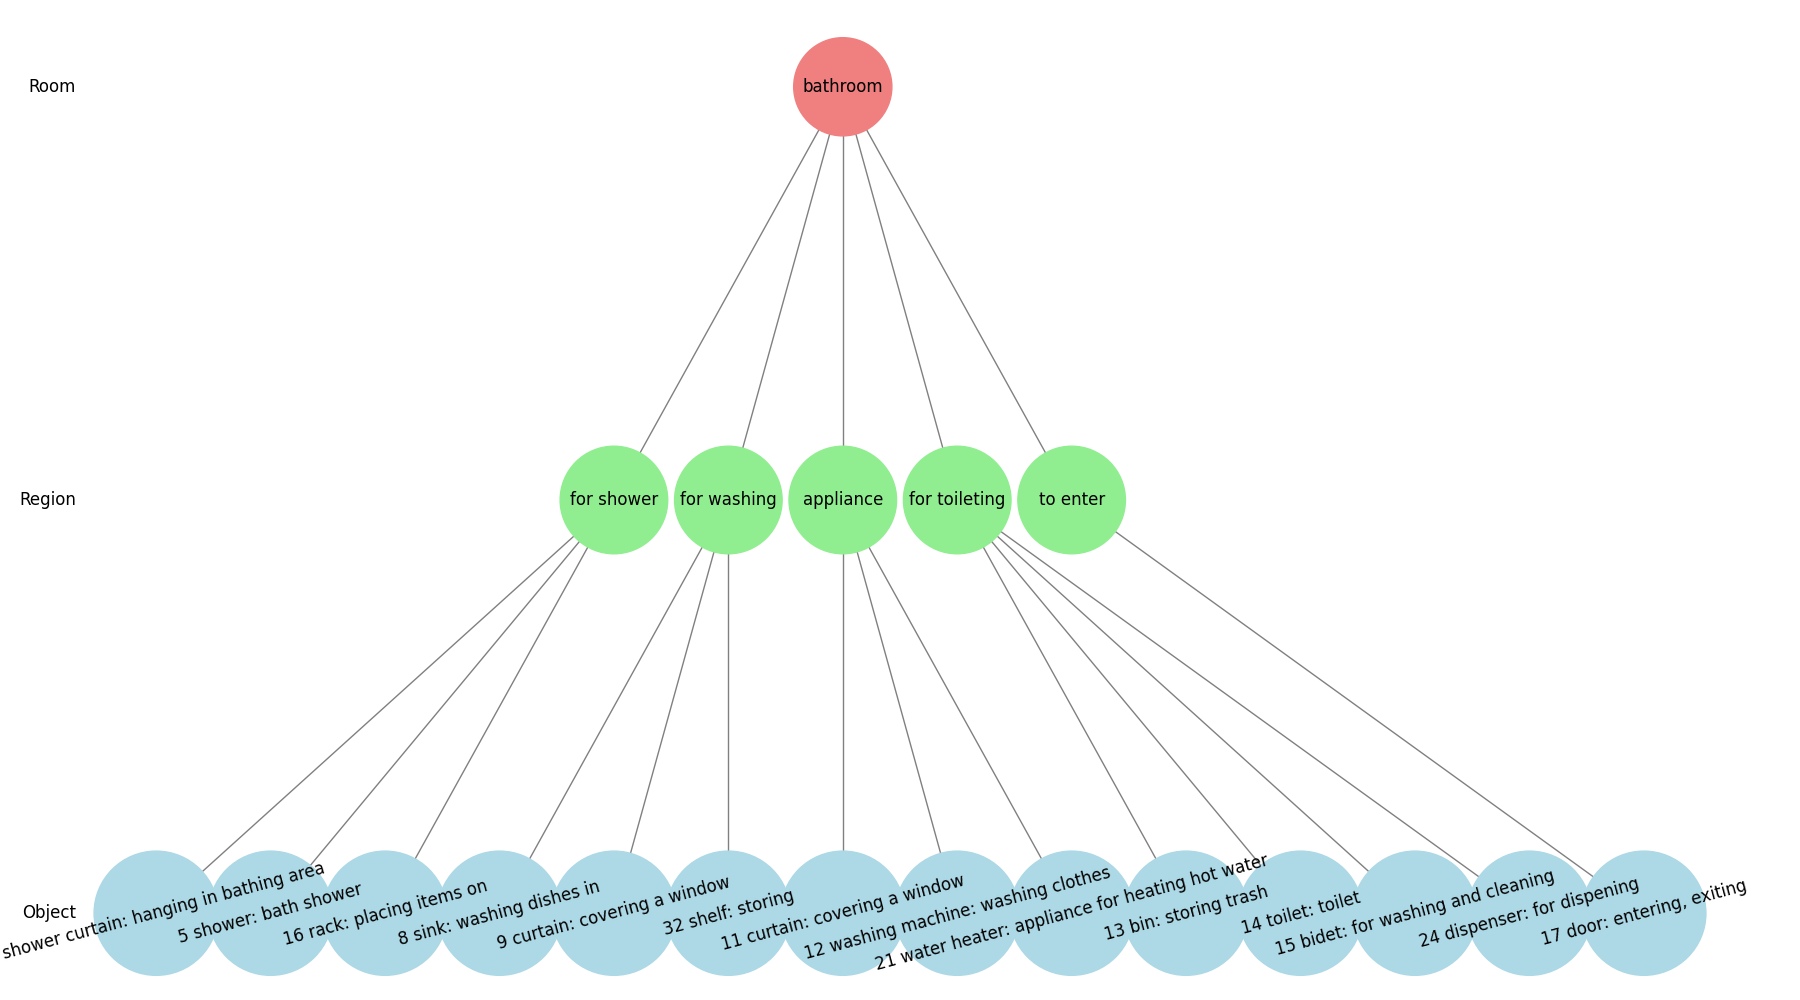 Room
bathroom
Region
for shower
for washing
appliance
for toileting
to enter
Object
shower curtain: hanging in bathing area
5 shower: bath shower
16 rack: placing items on
8 sink: washing dishes in
9 curtain: covering a window
32 shelf: storing
11 curtain: covering a window
12 washing machine: washing clothes
21 water heater: appliance for heating hot water
13 bin: storing trash
14 toilet: toilet
15 bidet: for washing and cleaning
24 dispenser: for dispening
17 door: entering, exiting